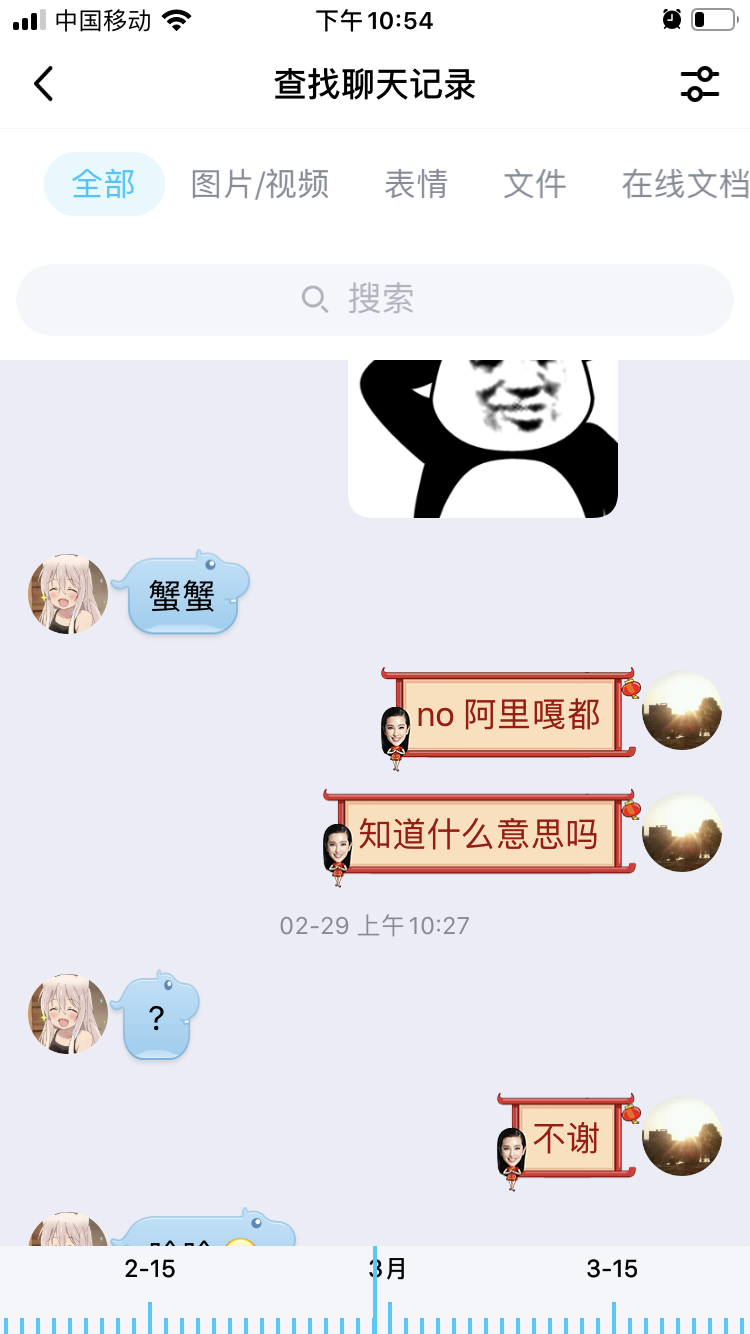 中国移动
下午10:54
查找聊天记录
全部 图片/视频 表情 文件 在线文档
搜索
蟹蟹
no 阿里嘎都
知道什么意思吗
02-29 上午10:27
?
不谢
2-15 3月 3-15